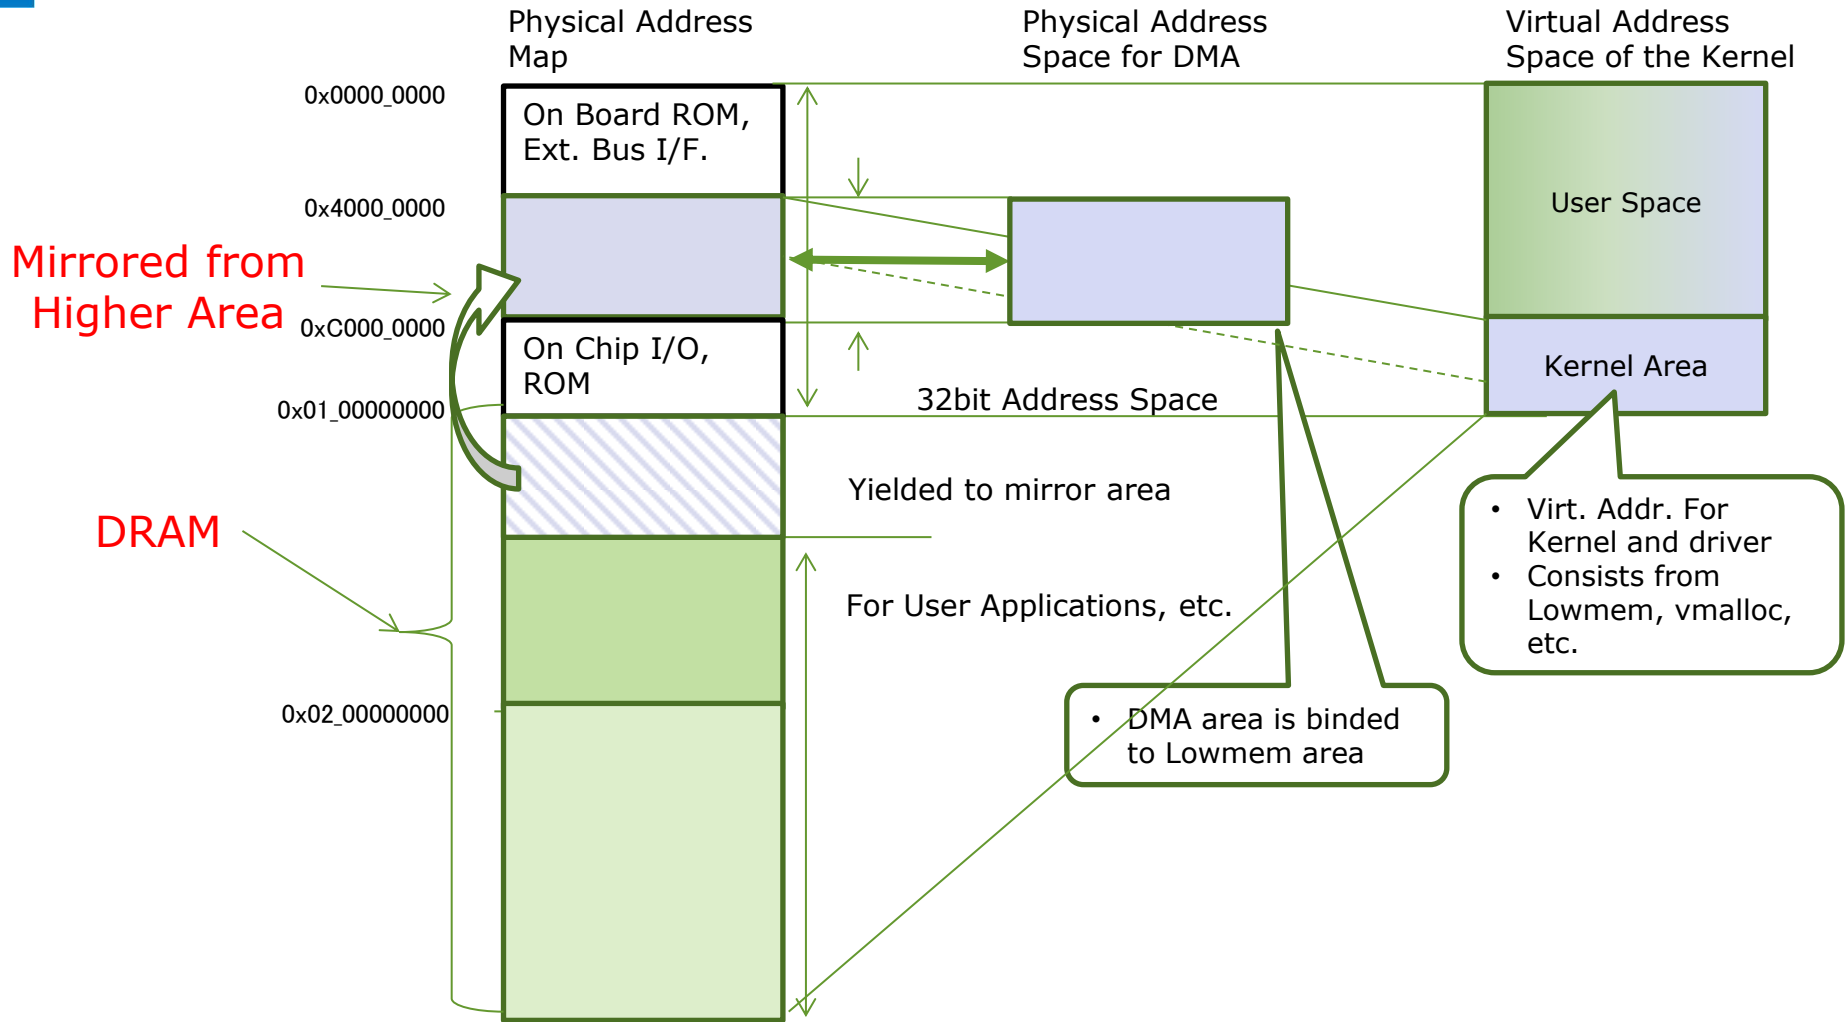 Physical Address
Map
Physical Address
Space for DMA
Virtual Address
Space of the Kernel
0x0000_0000
On Board ROM,
Ext. Bus I/F.
0x4000_0000
User Space
Mirrored from
Higher Area
0xC000_0000
On Chip I/O,
ROM
Kernel Area
0x01_00000000
32bit Address Space
Yielded to mirror area
• Virt. Addr. For
Kernel and driver
• Consists from
Lowmem, vmalloc,
etc.
DRAM
For User Applications, etc.
0x02_00000000
• DMA area is binded
to Lowmem area